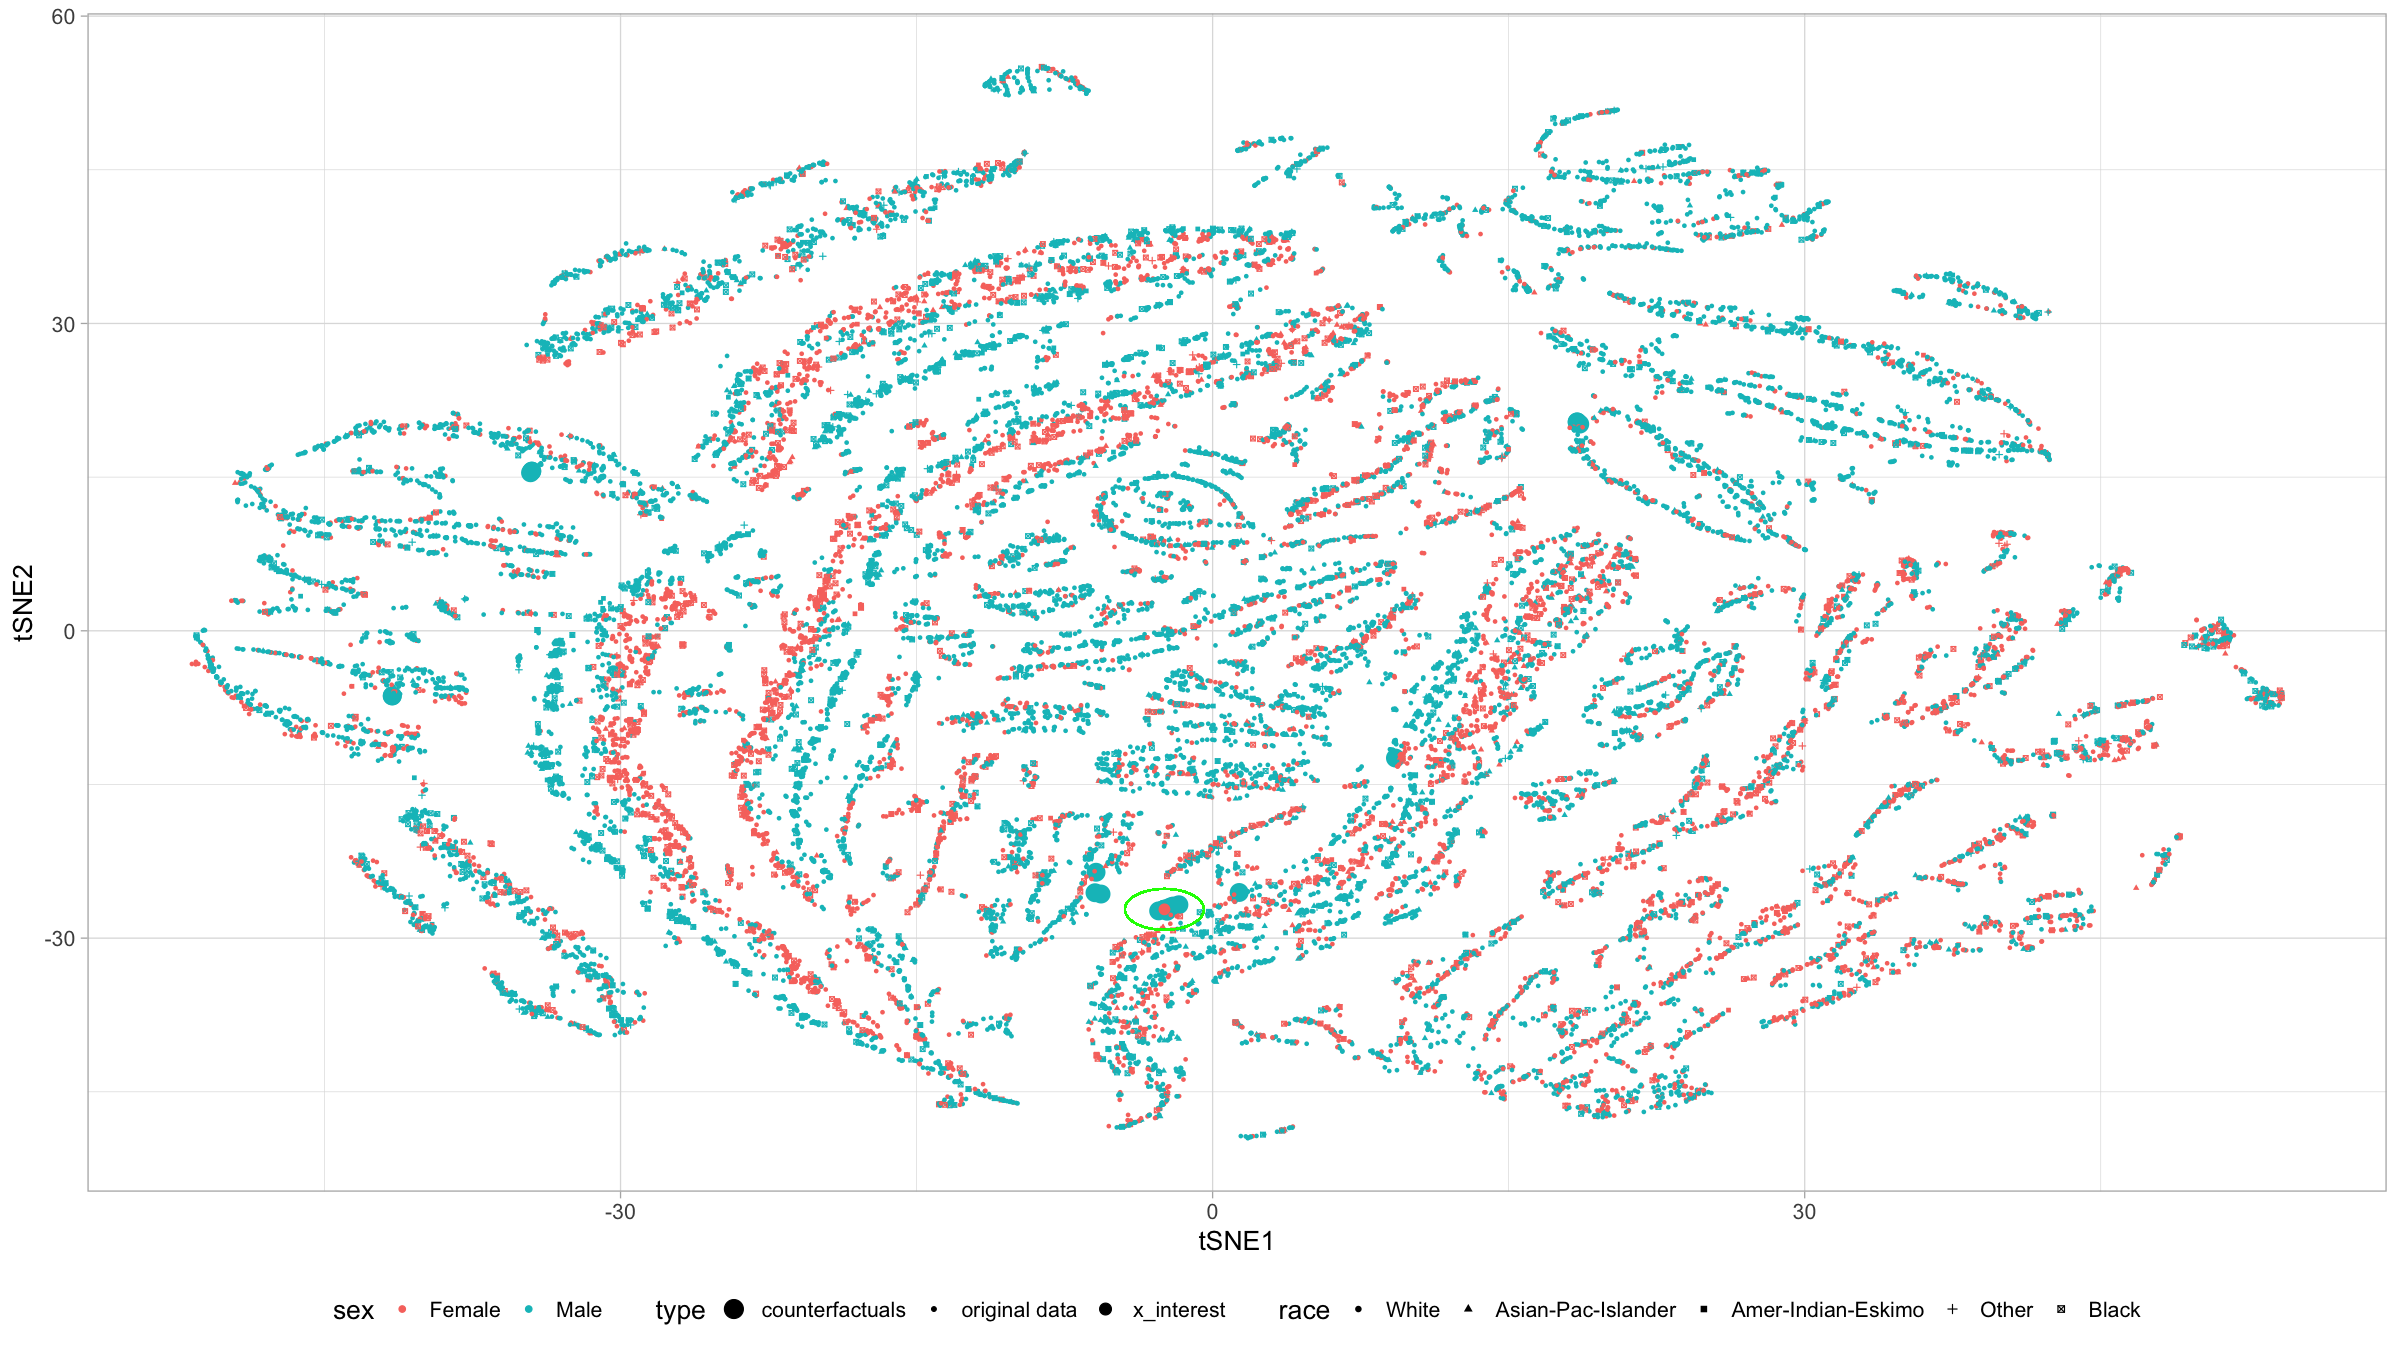 60
30
0
-30
tSNE2
-30 0 30
tSNE1
sex Female Male type counterfactuals original data x_interest race White Asian-Pac-Islander Amer-Indian-Eskimo Other Black